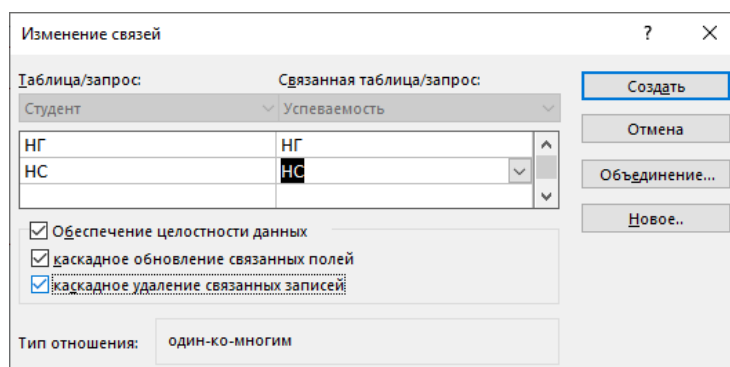 Изменение связей ?
Таблица/запрос: Связанная таблица/запрос:
Студент Успеваемость
НГ НГ
НС НС
Обеспечение целостности данных
каскадное обновление связанных полей
каскадное удаление связанных записей
Тип отношения: один-ко-многим
Создать
Отмена
Объединение...
Новое..